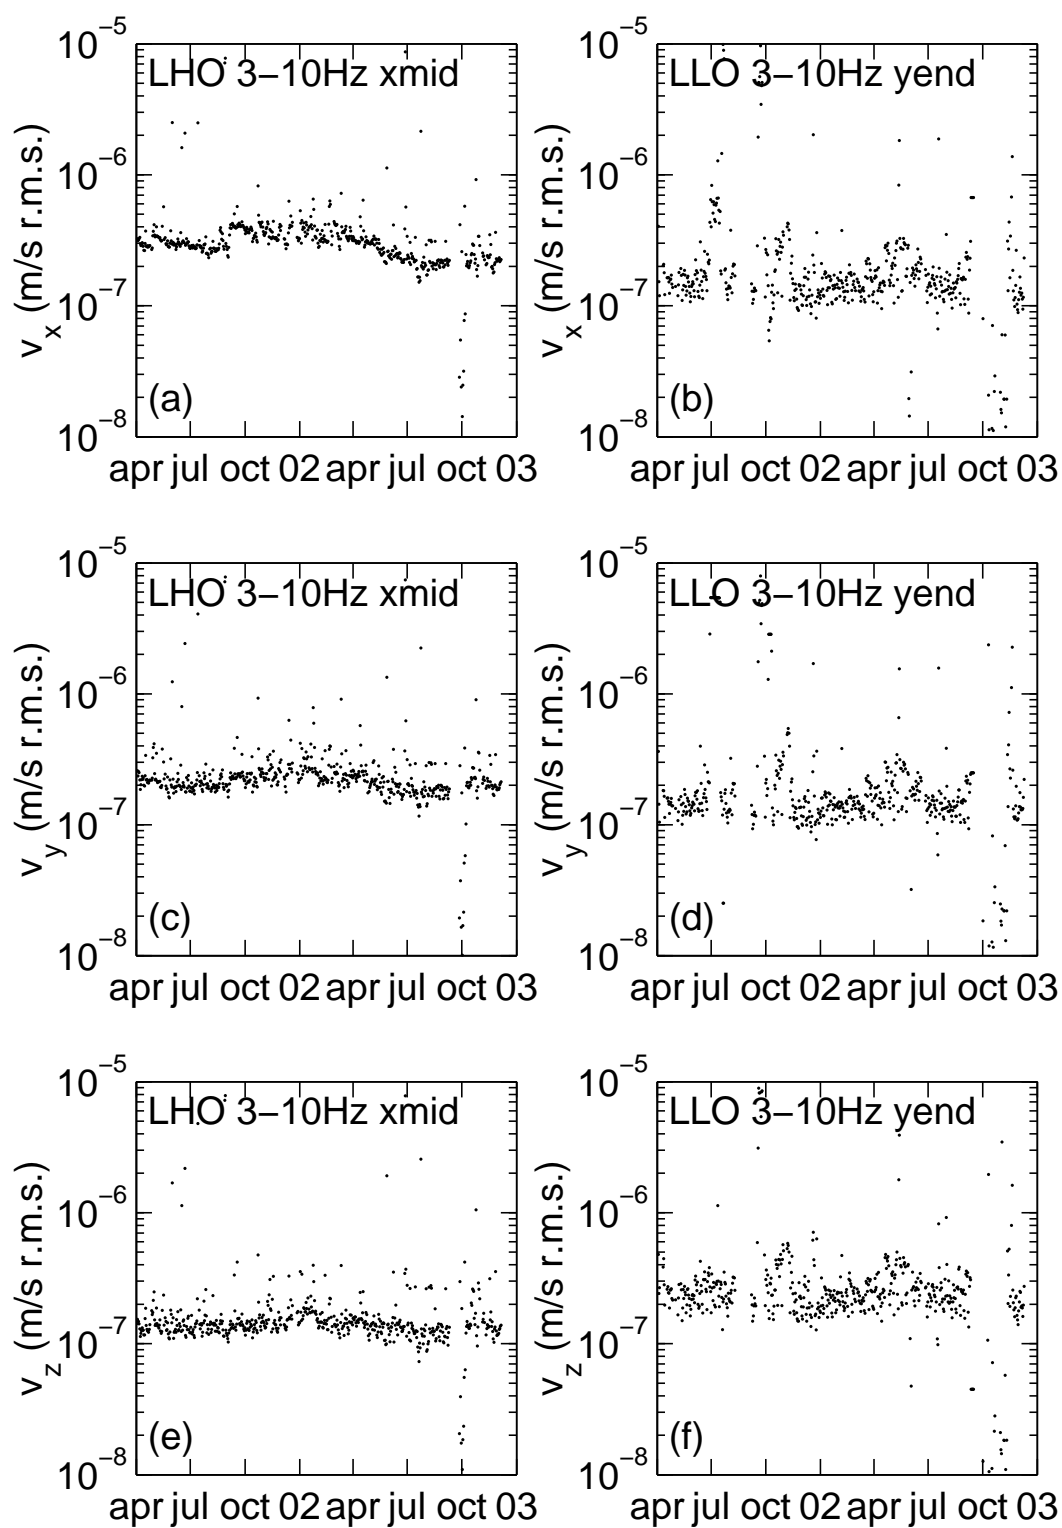 10^−5
LHO 3−10Hz xmid
10^−6
v_x (m/s r.m.s.)
10^−7
(a)
10^−8
apr jul oct 02 apr jul oct 03
10^−5
LLO 3−10Hz yend
10^−6
v_x (m/s r.m.s.)
10^−7
(b)
10^−8
apr jul oct 02 apr jul oct 03
10^−5
LHO 3−10Hz xmid
10^−6
v_y (m/s r.m.s.)
10^−7
(c)
10^−8
apr jul oct 02 apr jul oct 03
10^−5
LLO 3−10Hz yend
10^−6
v_y (m/s r.m.s.)
10^−7
(d)
10^−8
apr jul oct 02 apr jul oct 03
10^−5
LHO 3−10Hz xmid
10^−6
v_z (m/s r.m.s.)
10^−7
(e)
10^−8
apr jul oct 02 apr jul oct 03
10^−5
LLO 3−10Hz yend
10^−6
v_z (m/s r.m.s.)
10^−7
(f)
10^−8
apr jul oct 02 apr jul oct 03